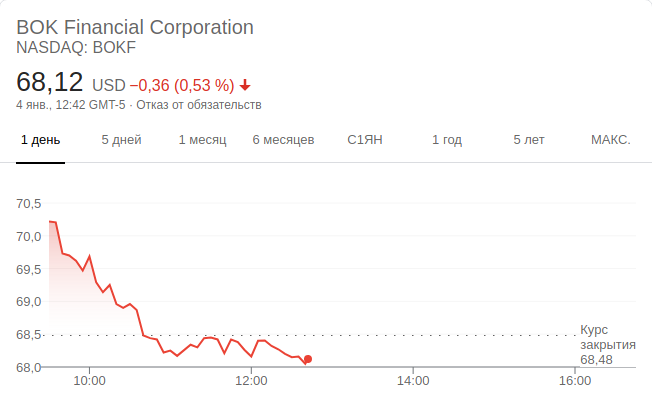 BOK Financial Corporation
NASDAQ: BOKF
68,12 USD −0,36 (0,53 %)
4 янв., 12:42 GMT-5 · Отказ от обязательств
1 день 5 дней 1 месяц 6 месяцев С1ЯН 1 год 5 лет МАКС.
70,5
70,0
69,5
69,0
68,5
68,0
Курс
закрытия
68,48
10:00 12:00 14:00 16:00